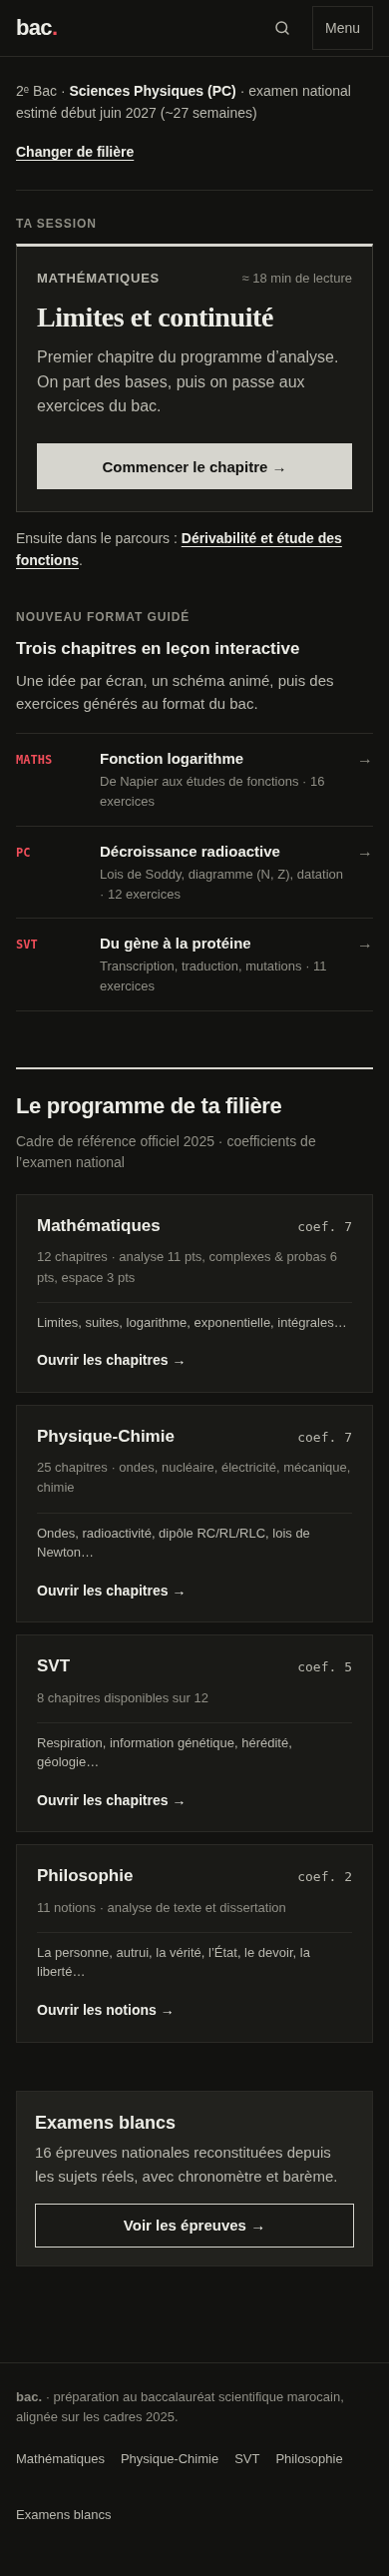 bac.
Menu
2ᵉ Bac · Sciences Physiques (PC) · examen national
estimé début juin 2027 (~27 semaines)
Changer de filière
TA SESSION
MATHÉMATIQUES ≈ 18 min de lecture
Limites et continuité
Premier chapitre du programme d’analyse.
On part des bases, puis on passe aux
exercices du bac.
Commencer le chapitre →
Ensuite dans le parcours : Dérivabilité et étude des
fonctions.
NOUVEAU FORMAT GUIDÉ
Trois chapitres en leçon interactive
Une idée par écran, un schéma animé, puis des
exercices générés au format du bac.
MATHS Fonction logarithme →
De Napier aux études de fonctions · 16
exercices
PC Décroissance radioactive →
Lois de Soddy, diagramme (N, Z), datation
· 12 exercices
SVT Du gène à la protéine →
Transcription, traduction, mutations · 11
exercices
Le programme de ta filière
Cadre de référence officiel 2025 · coefficients de
l’examen national
Mathématiques coef. 7
12 chapitres · analyse 11 pts, complexes & probas 6
pts, espace 3 pts
Limites, suites, logarithme, exponentielle, intégrales…
Ouvrir les chapitres →
Physique-Chimie coef. 7
25 chapitres · ondes, nucléaire, électricité, mécanique,
chimie
Ondes, radioactivité, dipôle RC/RL/RLC, lois de
Newton…
Ouvrir les chapitres →
SVT coef. 5
8 chapitres disponibles sur 12
Respiration, information génétique, hérédité,
géologie…
Ouvrir les chapitres →
Philosophie coef. 2
11 notions · analyse de texte et dissertation
La personne, autrui, la vérité, l’État, le devoir, la
liberté…
Ouvrir les notions →
Examens blancs
16 épreuves nationales reconstituées depuis
les sujets réels, avec chronomètre et barème.
Voir les épreuves →
bac. · préparation au baccalauréat scientifique marocain,
alignée sur les cadres 2025.
Mathématiques Physique-Chimie SVT Philosophie
Examens blancs